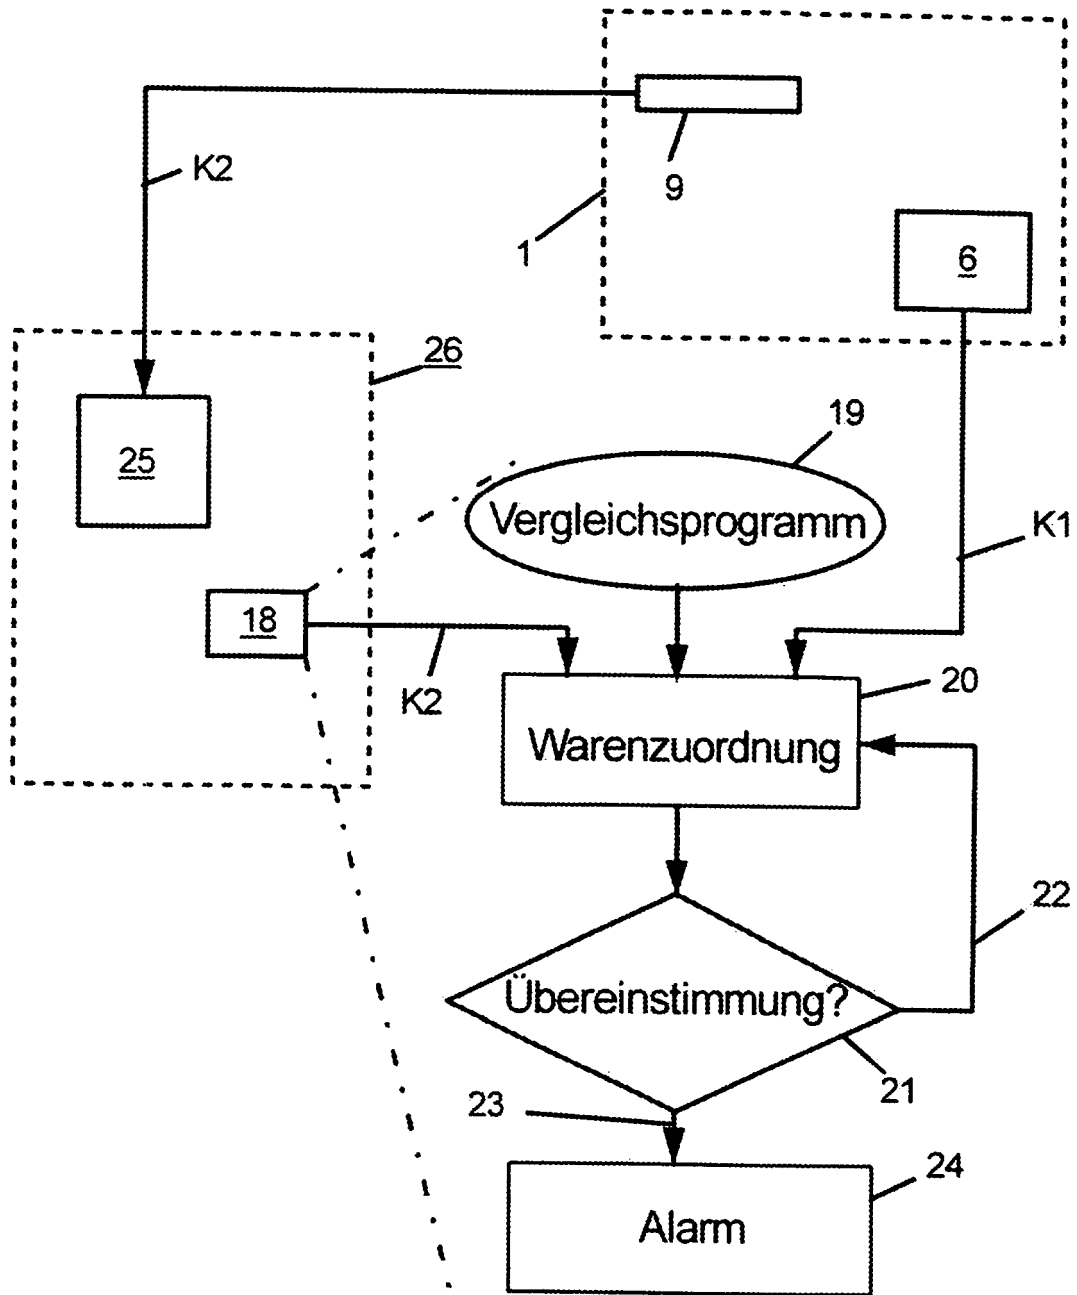 K2
9
1
6
26
25
19
Vergleichsprogramm
K1
18
K2
20
Warenzuordnung
22
Übereinstimmung?
21
23
24
Alarm